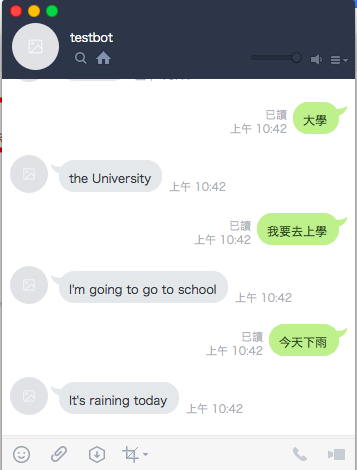 testbot
已讀
上午 10:42
大學
the University
上午 10:42
已讀
上午 10:42
我要去上學
I'm going to go to school
上午 10:42
已讀
上午 10:42
今天下雨
It's raining today
上午 10:42